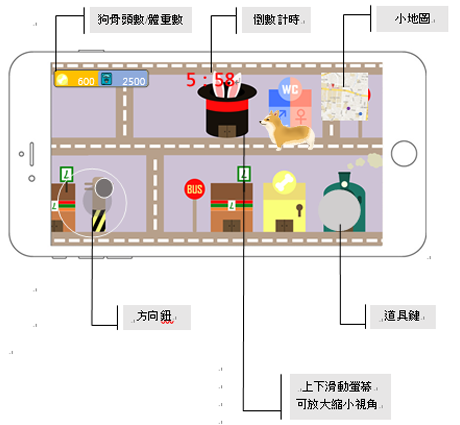 狗骨頭數/體重數
倒數計時
小地圖
600
2500
5：58
WC
BUS
方向鈕
道具鍵
上下滑動螢幕
可放大縮小視角